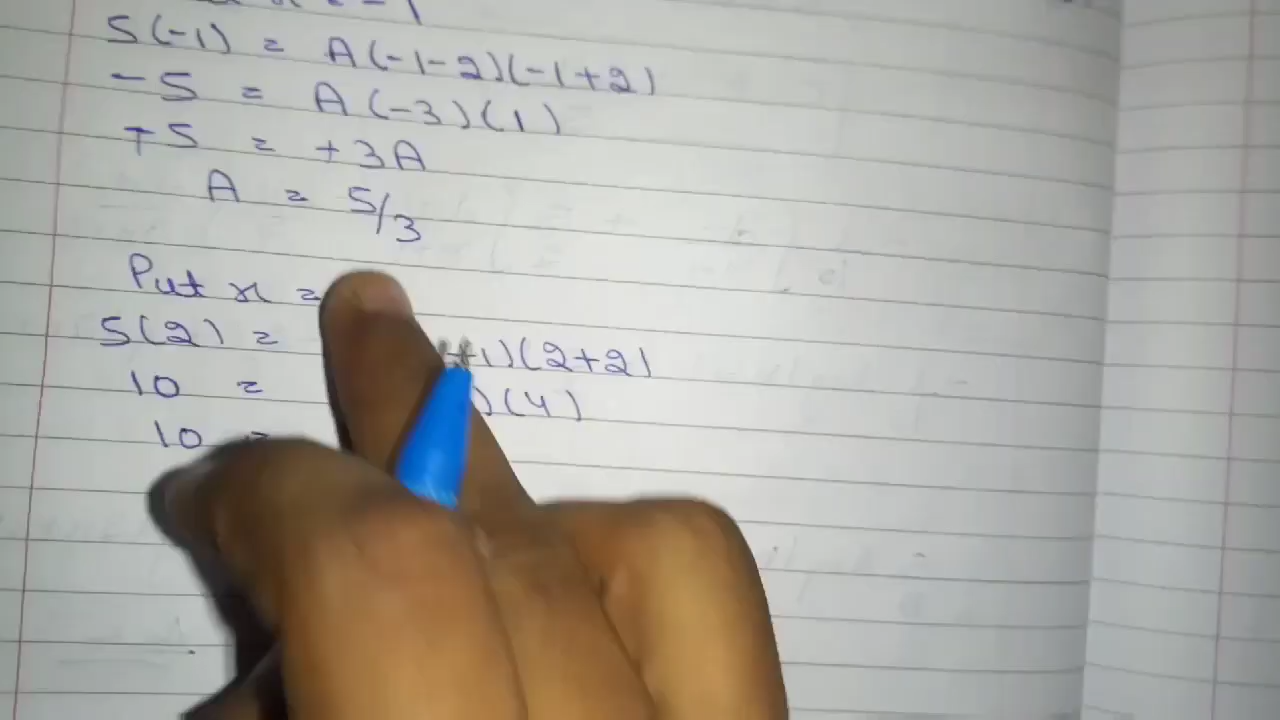 5(-1) = A(-1-2)(-1+2)
-5 = A(-3)(1)
+5 = +3A
A = 5/3
Put x =
5(2) = +1)(2+2)
10 = )(4)
10 =